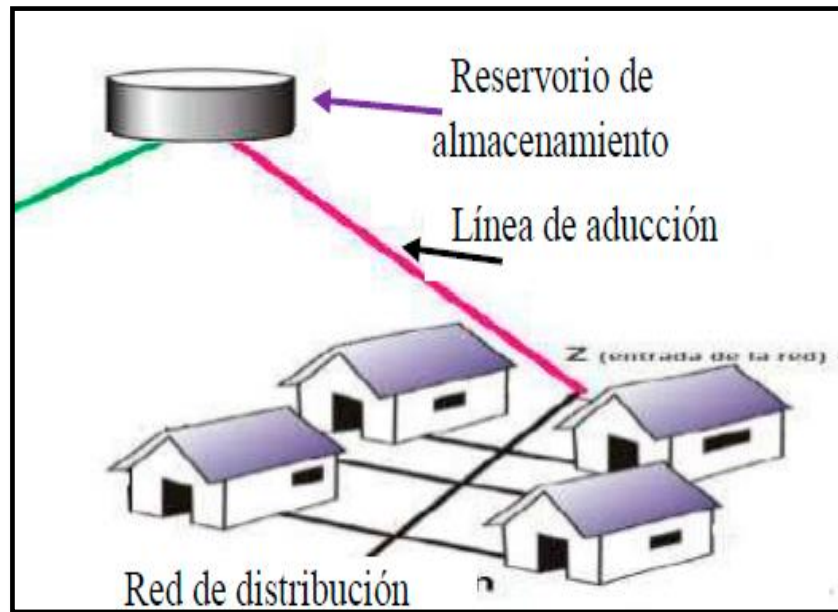 Reservorio de
almacenamiento
Línea de aducción
Z (entrada de la red)
Red de distribución